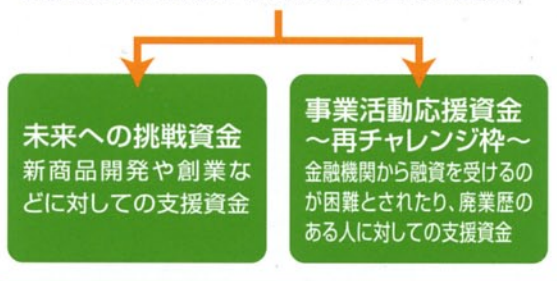 未来への挑戦資金
新商品開発や創業な
どに対しての支援資金
事業活動応援資金
～再チャレンジ枠～
金融機関から融資を受けるの
が困難とされたり、廃業歴の
ある人に対しての支援資金